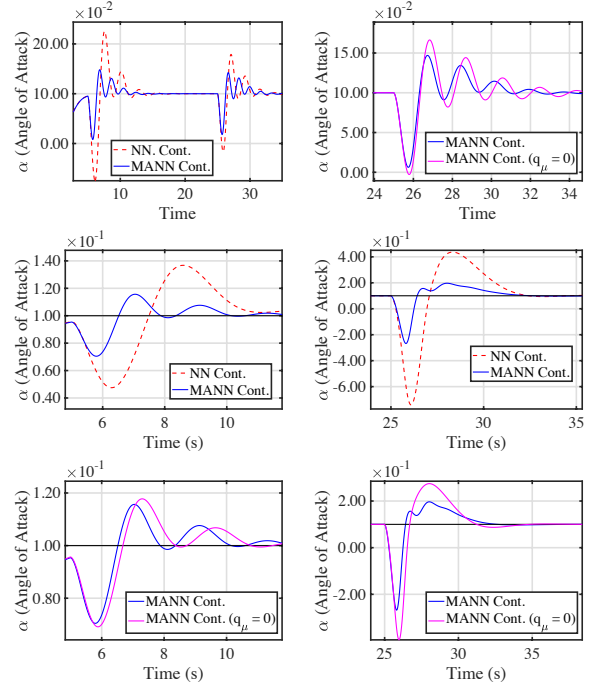 ×10⁻²
α (Angle of Attack)
20.00
10.00
0.00
NN. Cont.
MANN Cont.
10 20 30
Time
×10⁻²
α (Angle of Attack)
15.00
10.00
5.00
0.00
MANN Cont.
MANN Cont. (q_μ = 0)
24 26 28 30 32 34
Time
×10⁻¹
α (Angle of Attack)
1.40
1.20
1.00
0.80
0.60
0.40
NN Cont.
MANN Cont.
6 8 10
Time (s)
×10⁻¹
α (Angle of Attack)
4.00
2.00
0.00
-2.00
-4.00
-6.00
NN Cont.
MANN Cont.
25 30 35
Time (s)
×10⁻¹
α (Angle of Attack)
1.20
1.00
0.80
MANN Cont.
MANN Cont. (q_μ = 0)
6 8 10
Time (s)
×10⁻¹
α (Angle of Attack)
2.00
0.00
-2.00
MANN Cont.
MANN Cont. (q_μ = 0)
25 30 35
Time (s)